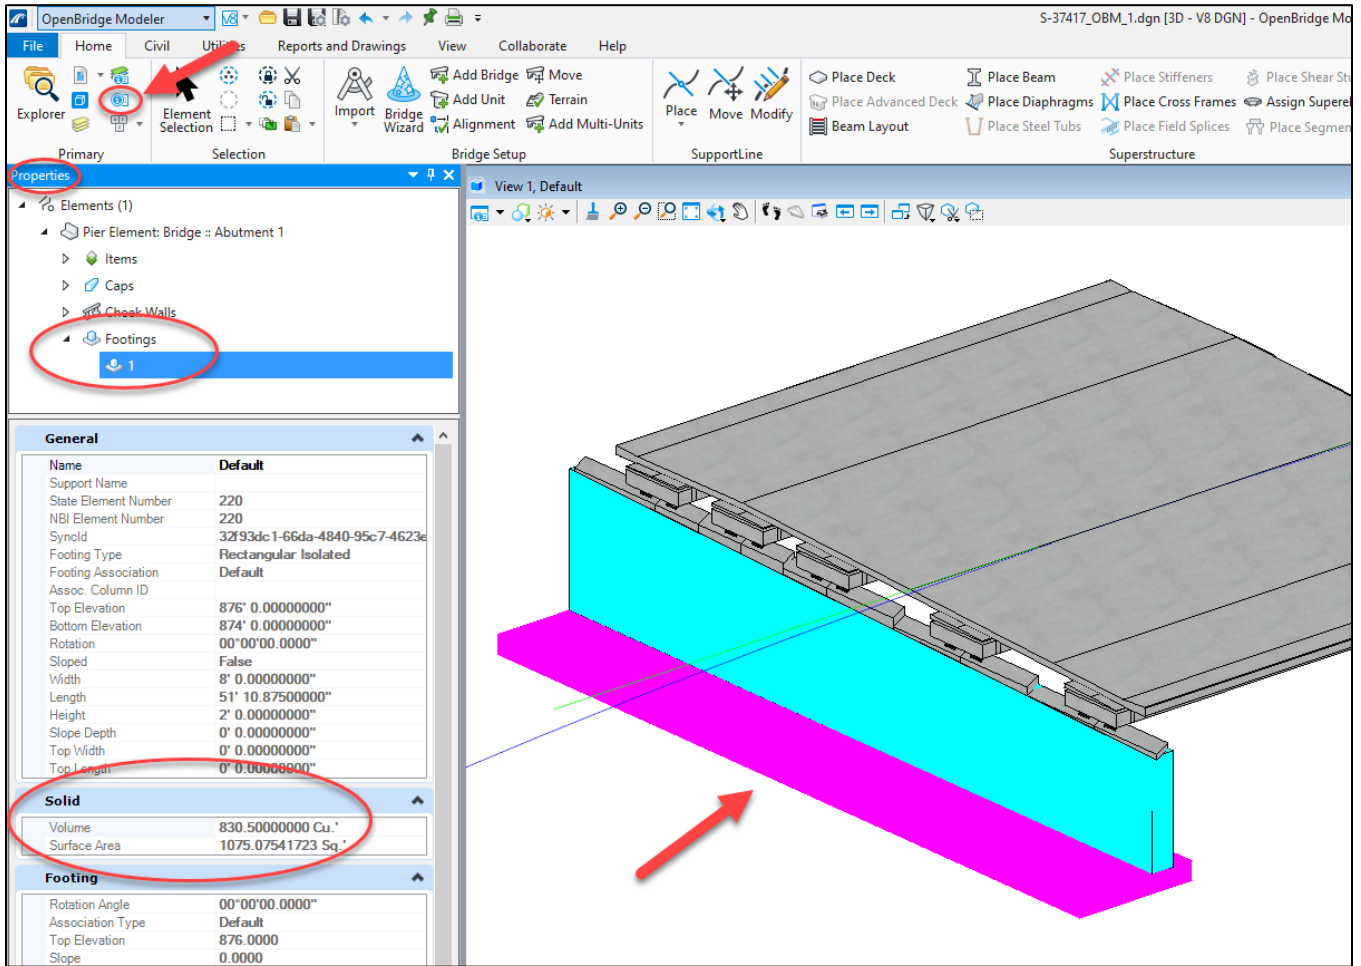 OpenBridge Modeler
S-37417_OBM_1.dgn [3D - V8 DGN] - OpenBridge Mo
File Home Civil Utilities Reports and Drawings View Collaborate Help
Explorer
Element Selection
Import
Bridge Wizard
Add Bridge Move
Add Unit Terrain
Alignment Add Multi-Units
Place Move Modify
Place Deck Place Beam Place Stiffeners Place Shear Stu
Place Advanced Deck Place Diaphragms Place Cross Frames Assign Superel
Beam Layout Place Steel Tubs Place Field Splices Place Segmen
Primary Selection Bridge Setup SupportLine Superstructure
Properties
View 1, Default
Elements (1)
Pier Element: Bridge :: Abutment 1
Items
Caps
Cheek Walls
Footings
1
General
Name Default
Support Name
State Element Number 220
NBI Element Number 220
SyncId 32f93dc1-66da-4840-95c7-4623e
Footing Type Rectangular Isolated
Footing Association Default
Assoc. Column ID
Top Elevation 876' 0.00000000"
Bottom Elevation 874' 0.00000000"
Rotation 00°00'00.0000"
Sloped False
Width 8' 0.00000000"
Length 51' 10.87500000"
Height 2' 0.00000000"
Slope Depth 0' 0.00000000"
Top Width 0' 0.00000000"
Top Length 0' 0.00000000"
Solid
Volume 830.50000000 Cu.'
Surface Area 1075.07541723 Sq.'
Footing
Rotation Angle 00°00'00.0000"
Association Type Default
Top Elevation 876.0000
Slope 0.0000